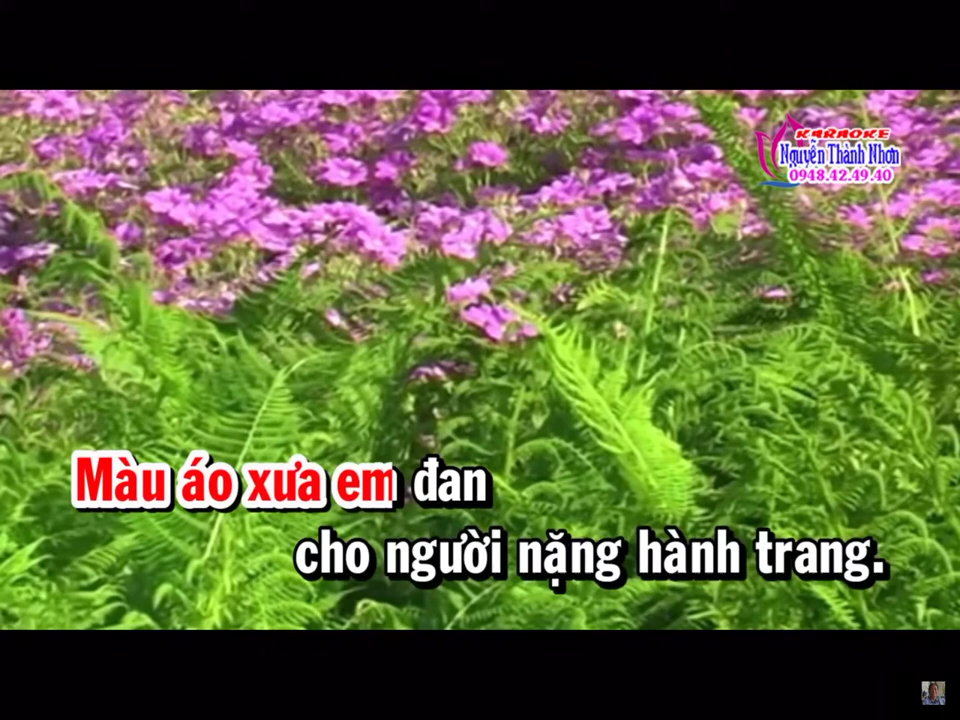 KARAOKE
Nguyễn Thành Nhơn
0948.42.49.40
Màu áo xưa em đan
cho người nặng hành trang.